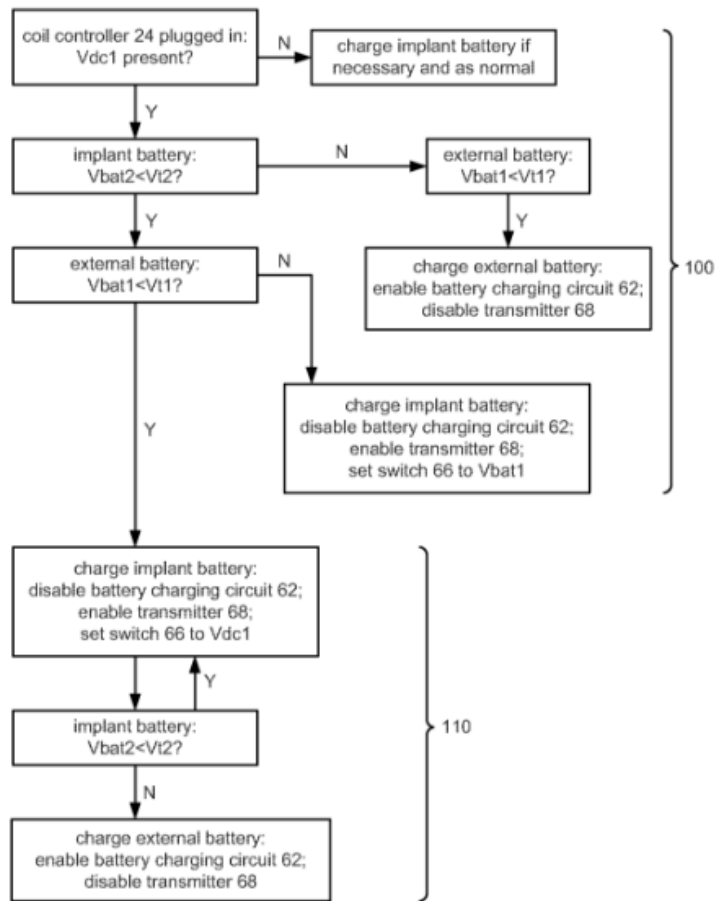 coil controller 24 plugged in:
Vdc1 present?
N
charge implant battery if
necessary and as normal
Y
implant battery:
Vbat2<Vt2?
N
external battery:
Vbat1<Vt1?
Y
Y
external battery:
Vbat1<Vt1?
N
charge external battery:
enable battery charging circuit 62;
disable transmitter 68
100
Y
charge implant battery:
disable battery charging circuit 62;
enable transmitter 68;
set switch 66 to Vbat1
charge implant battery:
disable battery charging circuit 62;
enable transmitter 68;
set switch 66 to Vdc1
Y
implant battery:
Vbat2<Vt2?
110
N
charge external battery:
enable battery charging circuit 62;
disable transmitter 68